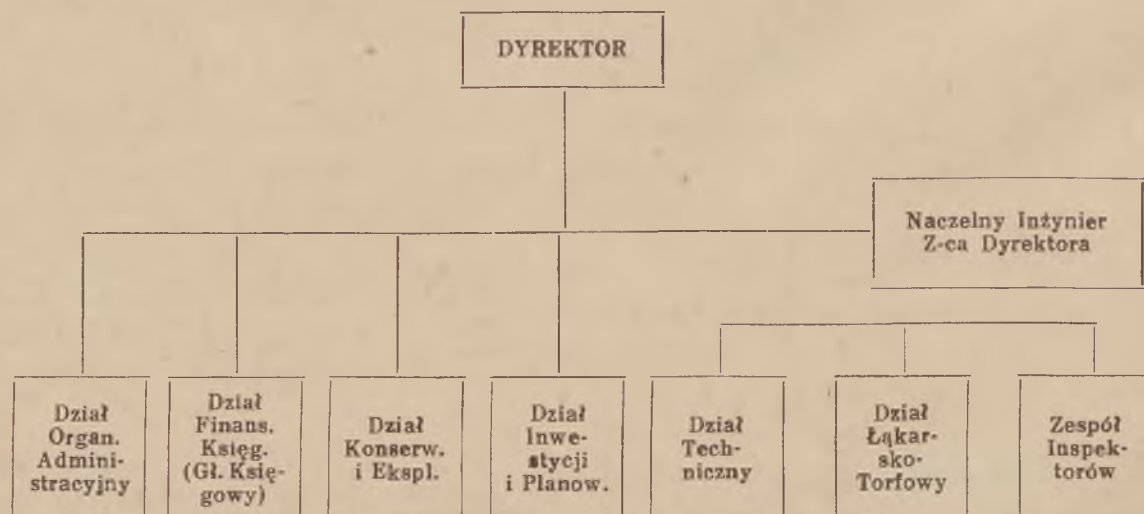 DYREKTOR
Naczelny Inżynier
Z-ca Dyrektora
Dział
Organ.
Admini-
stracyjny
Dział
Finans.
Księg.
(Gł. Księ-
gowy)
Dział
Konserw.
i Ekspl.
Dział
Inwe-
stycji
i Planow.
Dział
Tech-
niczny
Dział
Łąkar-
sko-
Torfowy
Zespół
Inspek-
torów